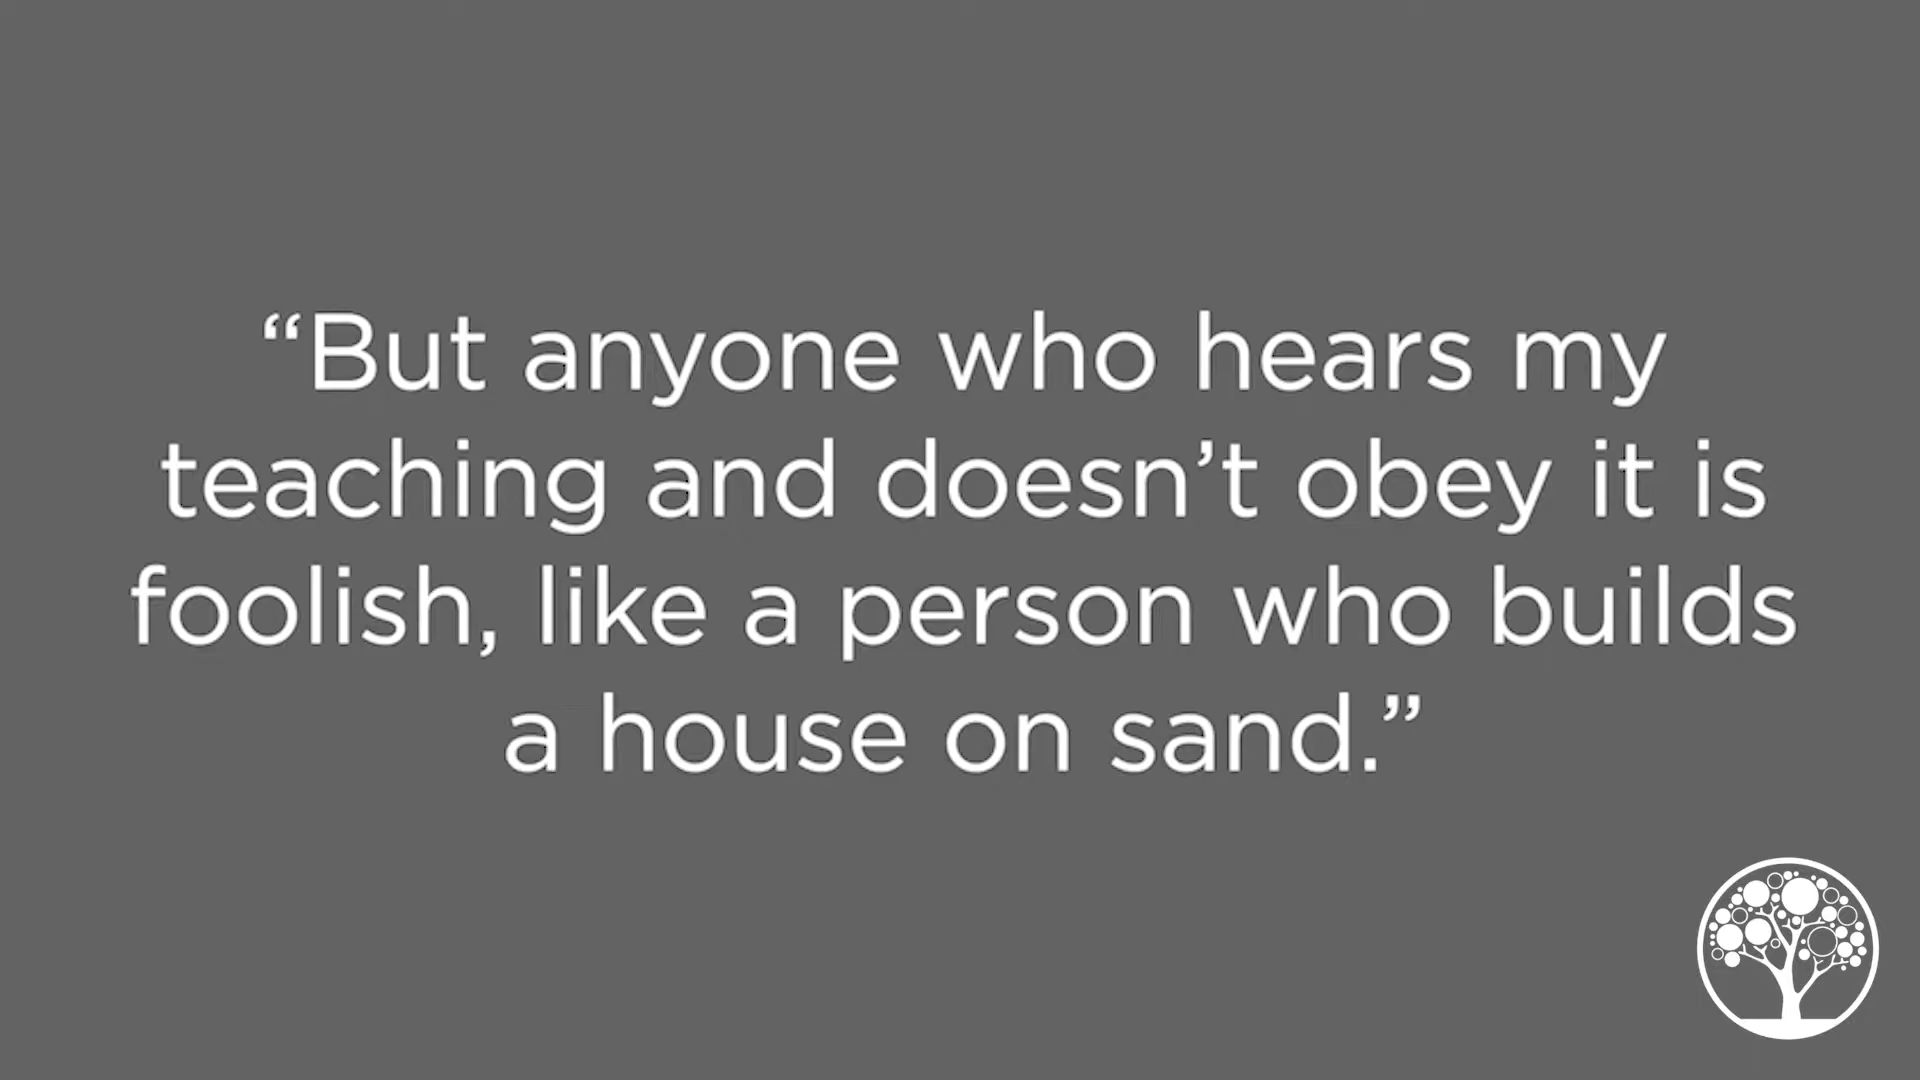 “But anyone who hears my
teaching and doesn’t obey it is
foolish, like a person who builds
a house on sand.”